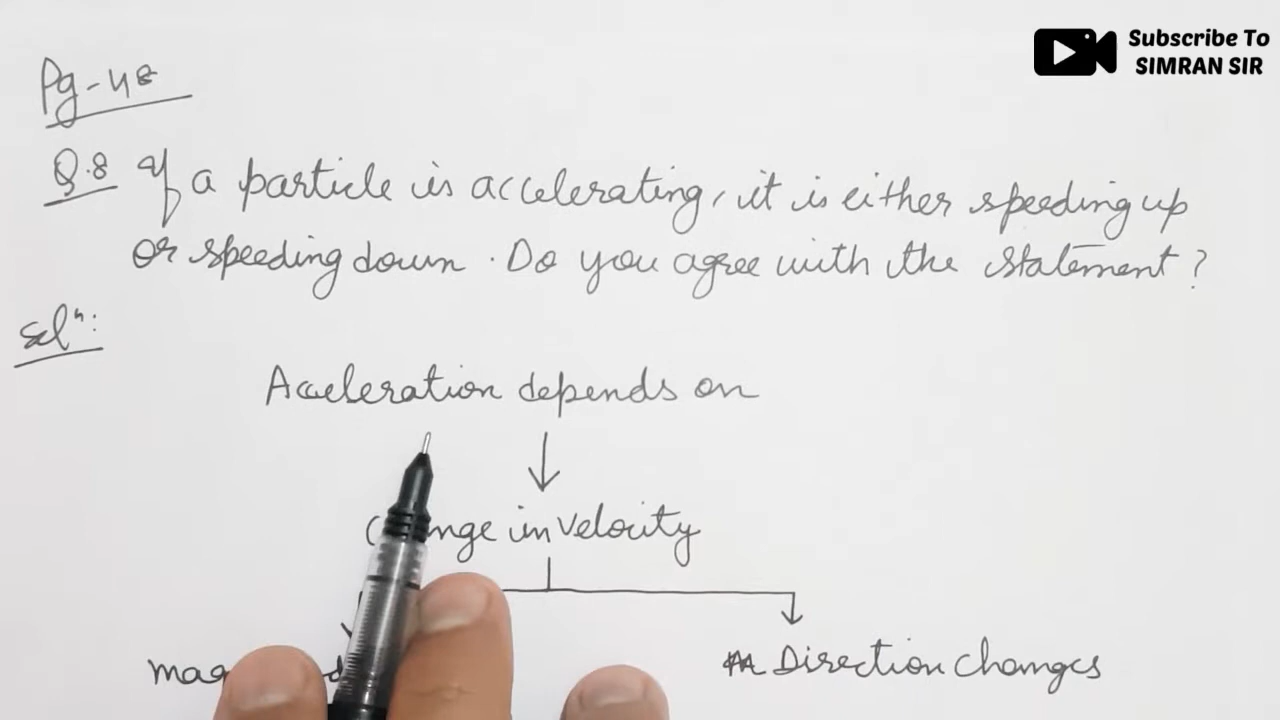 Subscribe To
SIMRAN SIR
Pg-48
Q.8 If a particle is accelerating, it is either speeding up
or speeding down. Do you agree with the statement?
Solⁿ:
Acceleration depends on
in velocity
Direction Changes